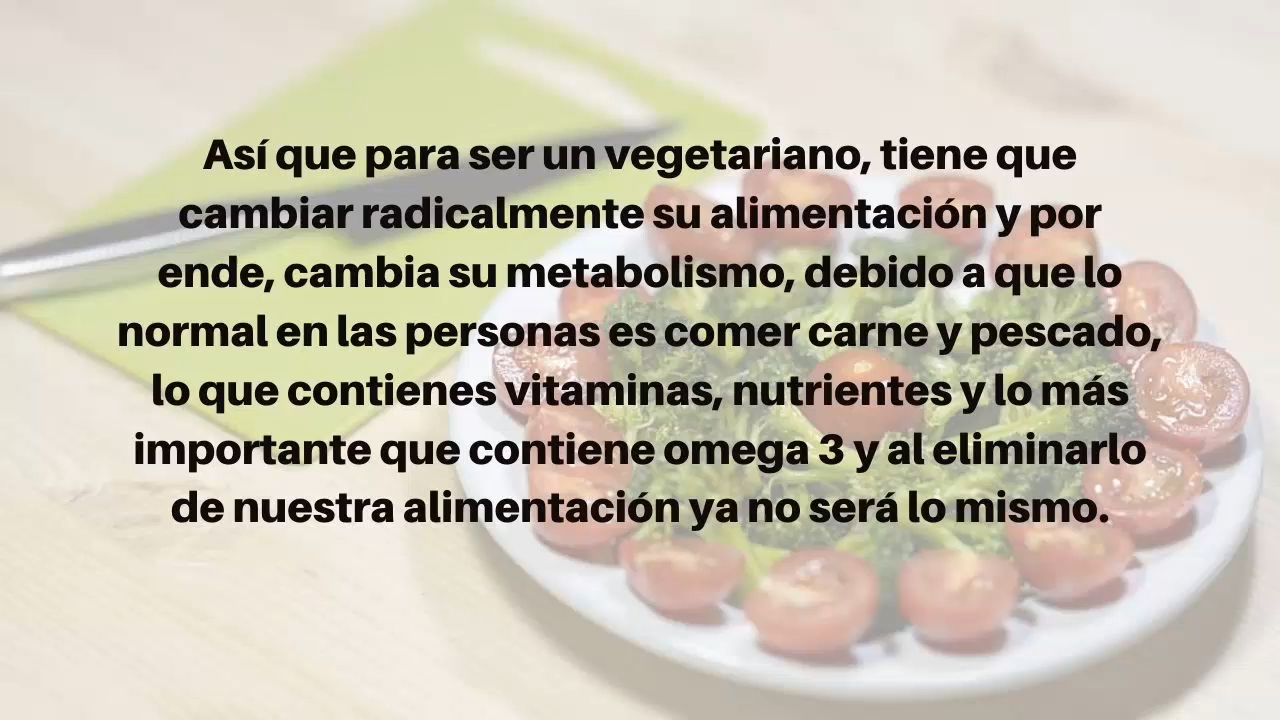 Así que para ser un vegetariano, tiene que
cambiar radicalmente su alimentación y por
ende, cambia su metabolismo, debido a que lo
normal en las personas es comer carne y pescado,
lo que contienes vitaminas, nutrientes y lo más
importante que contiene omega 3 y al eliminarlo
de nuestra alimentación ya no será lo mismo.